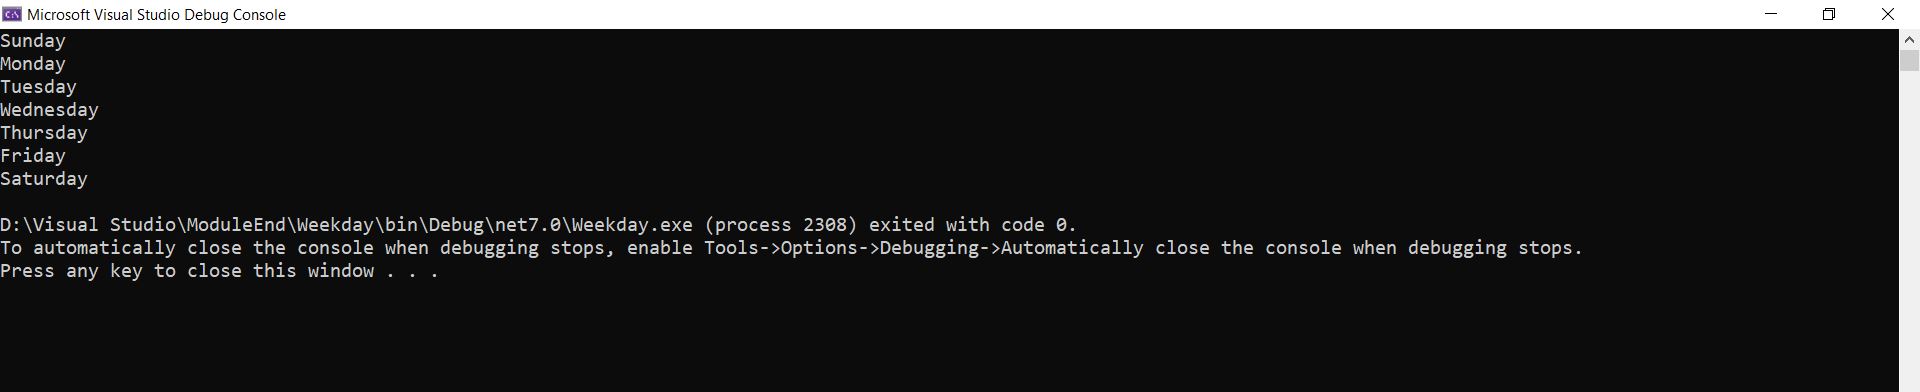 Microsoft Visual Studio Debug Console
Sunday
Monday
Tuesday
Wednesday
Thursday
Friday
Saturday
D:\Visual Studio\ModuleEnd\Weekday\bin\Debug\net7.0\Weekday.exe (process 2308) exited with code 0.
To automatically close the console when debugging stops, enable Tools->Options->Debugging->Automatically close the console when debugging stops.
Press any key to close this window . . .